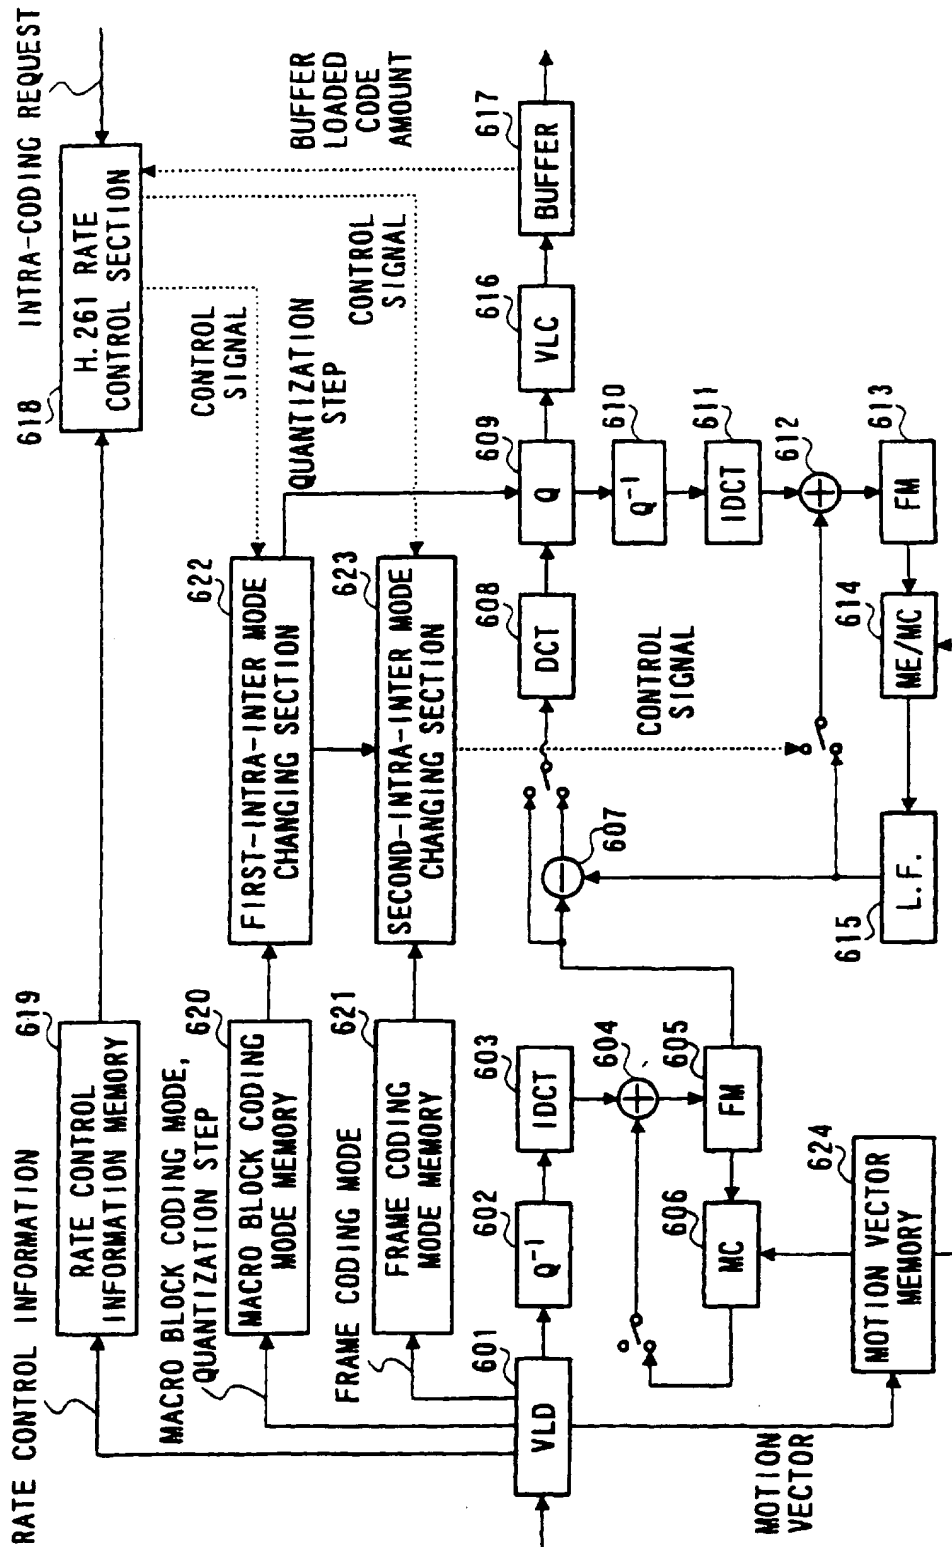 RATE CONTROL INFORMATION
INTRA-CODING REQUEST
619
RATE CONTROL
INFORMATION MEMORY
618
H.261 RATE
CONTROL SECTION
MACRO BLOCK CODING MODE,
QUANTIZATION STEP
620
MACRO BLOCK CODING
MODE MEMORY
622
FIRST-INTRA-INTER MODE
CHANGING SECTION
CONTROL
SIGNAL
QUANTIZATION
STEP
BUFFER
LOADED
CODE
AMOUNT
FRAME CODING MODE
621
FRAME CODING
MODE MEMORY
623
SECOND-INTRA-INTER MODE
CHANGING SECTION
CONTROL
SIGNAL
601
VLD
602
Q-1
603
IDCT
608
DCT
609
Q
616
VLC
617
BUFFER
604
607
CONTROL
SIGNAL
610
Q-1
611
IDCT
612
606
MC
605
FM
613
FM
614
ME/MC
615
L.F.
MOTION
VECTOR
624
MOTION VECTOR
MEMORY